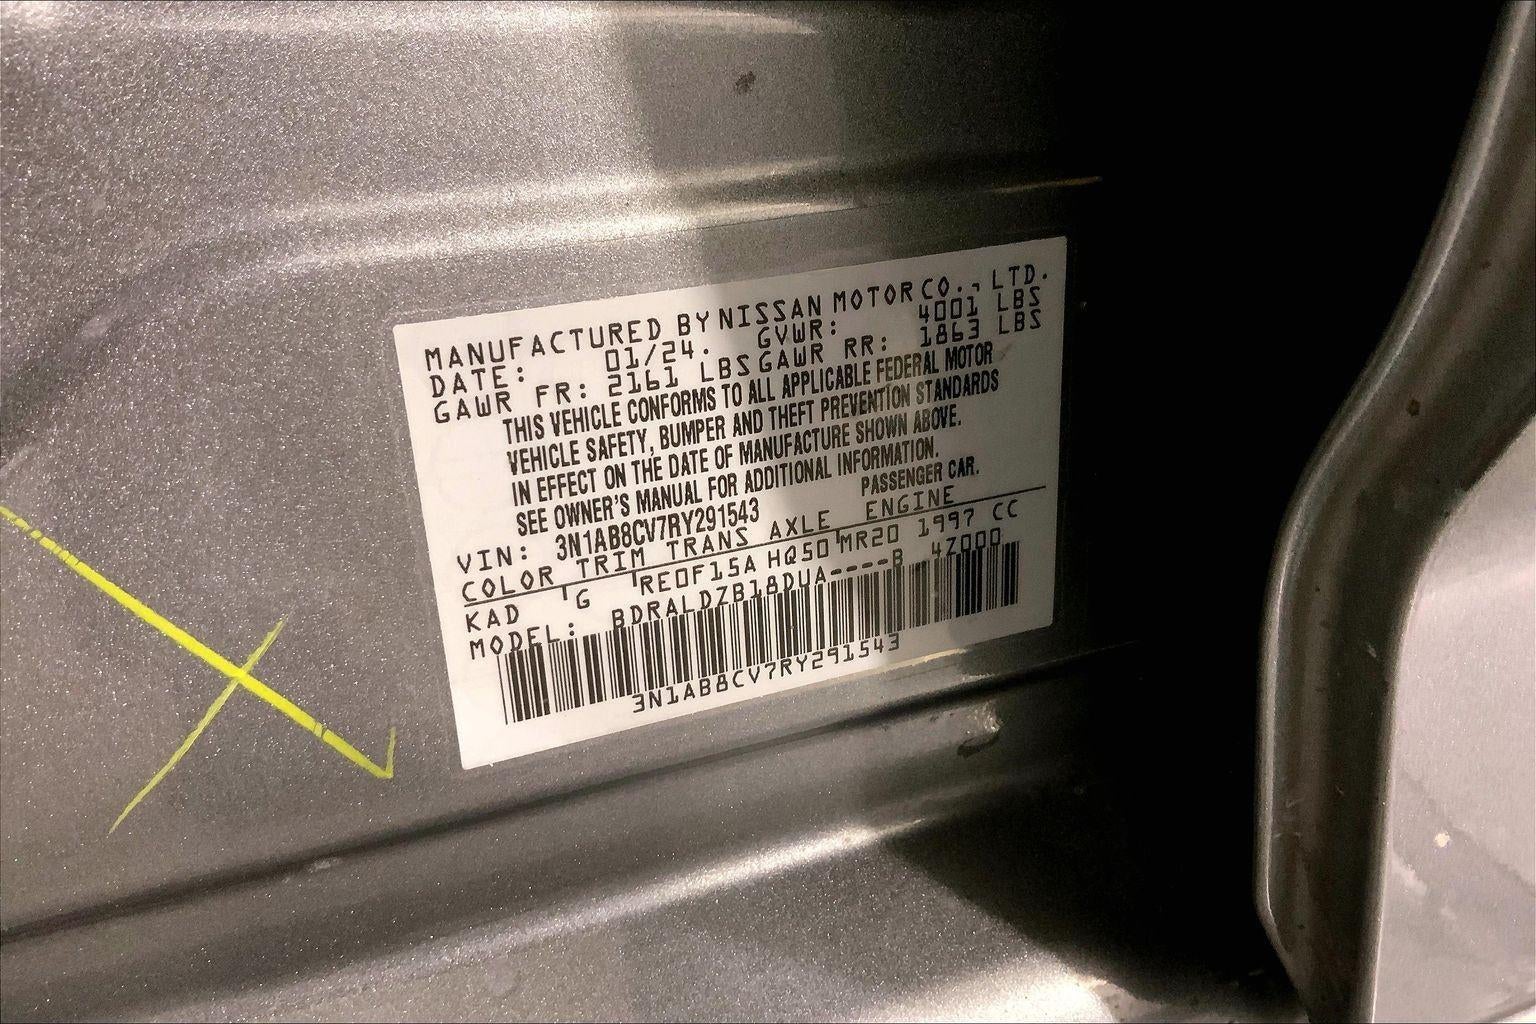 MANUFACTURED BY NISSAN MOTOR CO., LTD.
DATE: 01/24. GVWR: 4001 LBS
GAWR FR: 2161 LBS GAWR RR: 1863 LBS
THIS VEHICLE CONFORMS TO ALL APPLICABLE FEDERAL MOTOR
VEHICLE SAFETY, BUMPER AND THEFT PREVENTION STANDARDS
IN EFFECT ON THE DATE OF MANUFACTURE SHOWN ABOVE.
SEE OWNER'S MANUAL FOR ADDITIONAL INFORMATION.
VIN: 3N1AB8CV7RY291543 PASSENGER CAR.
COLOR TRIM TRANS AXLE ENGINE
KAD G RE0F15A HQ50 MR20 1997 CC
MODEL: BDRALDZB18DUA----B 4Z000
3N1AB8CV7RY291543